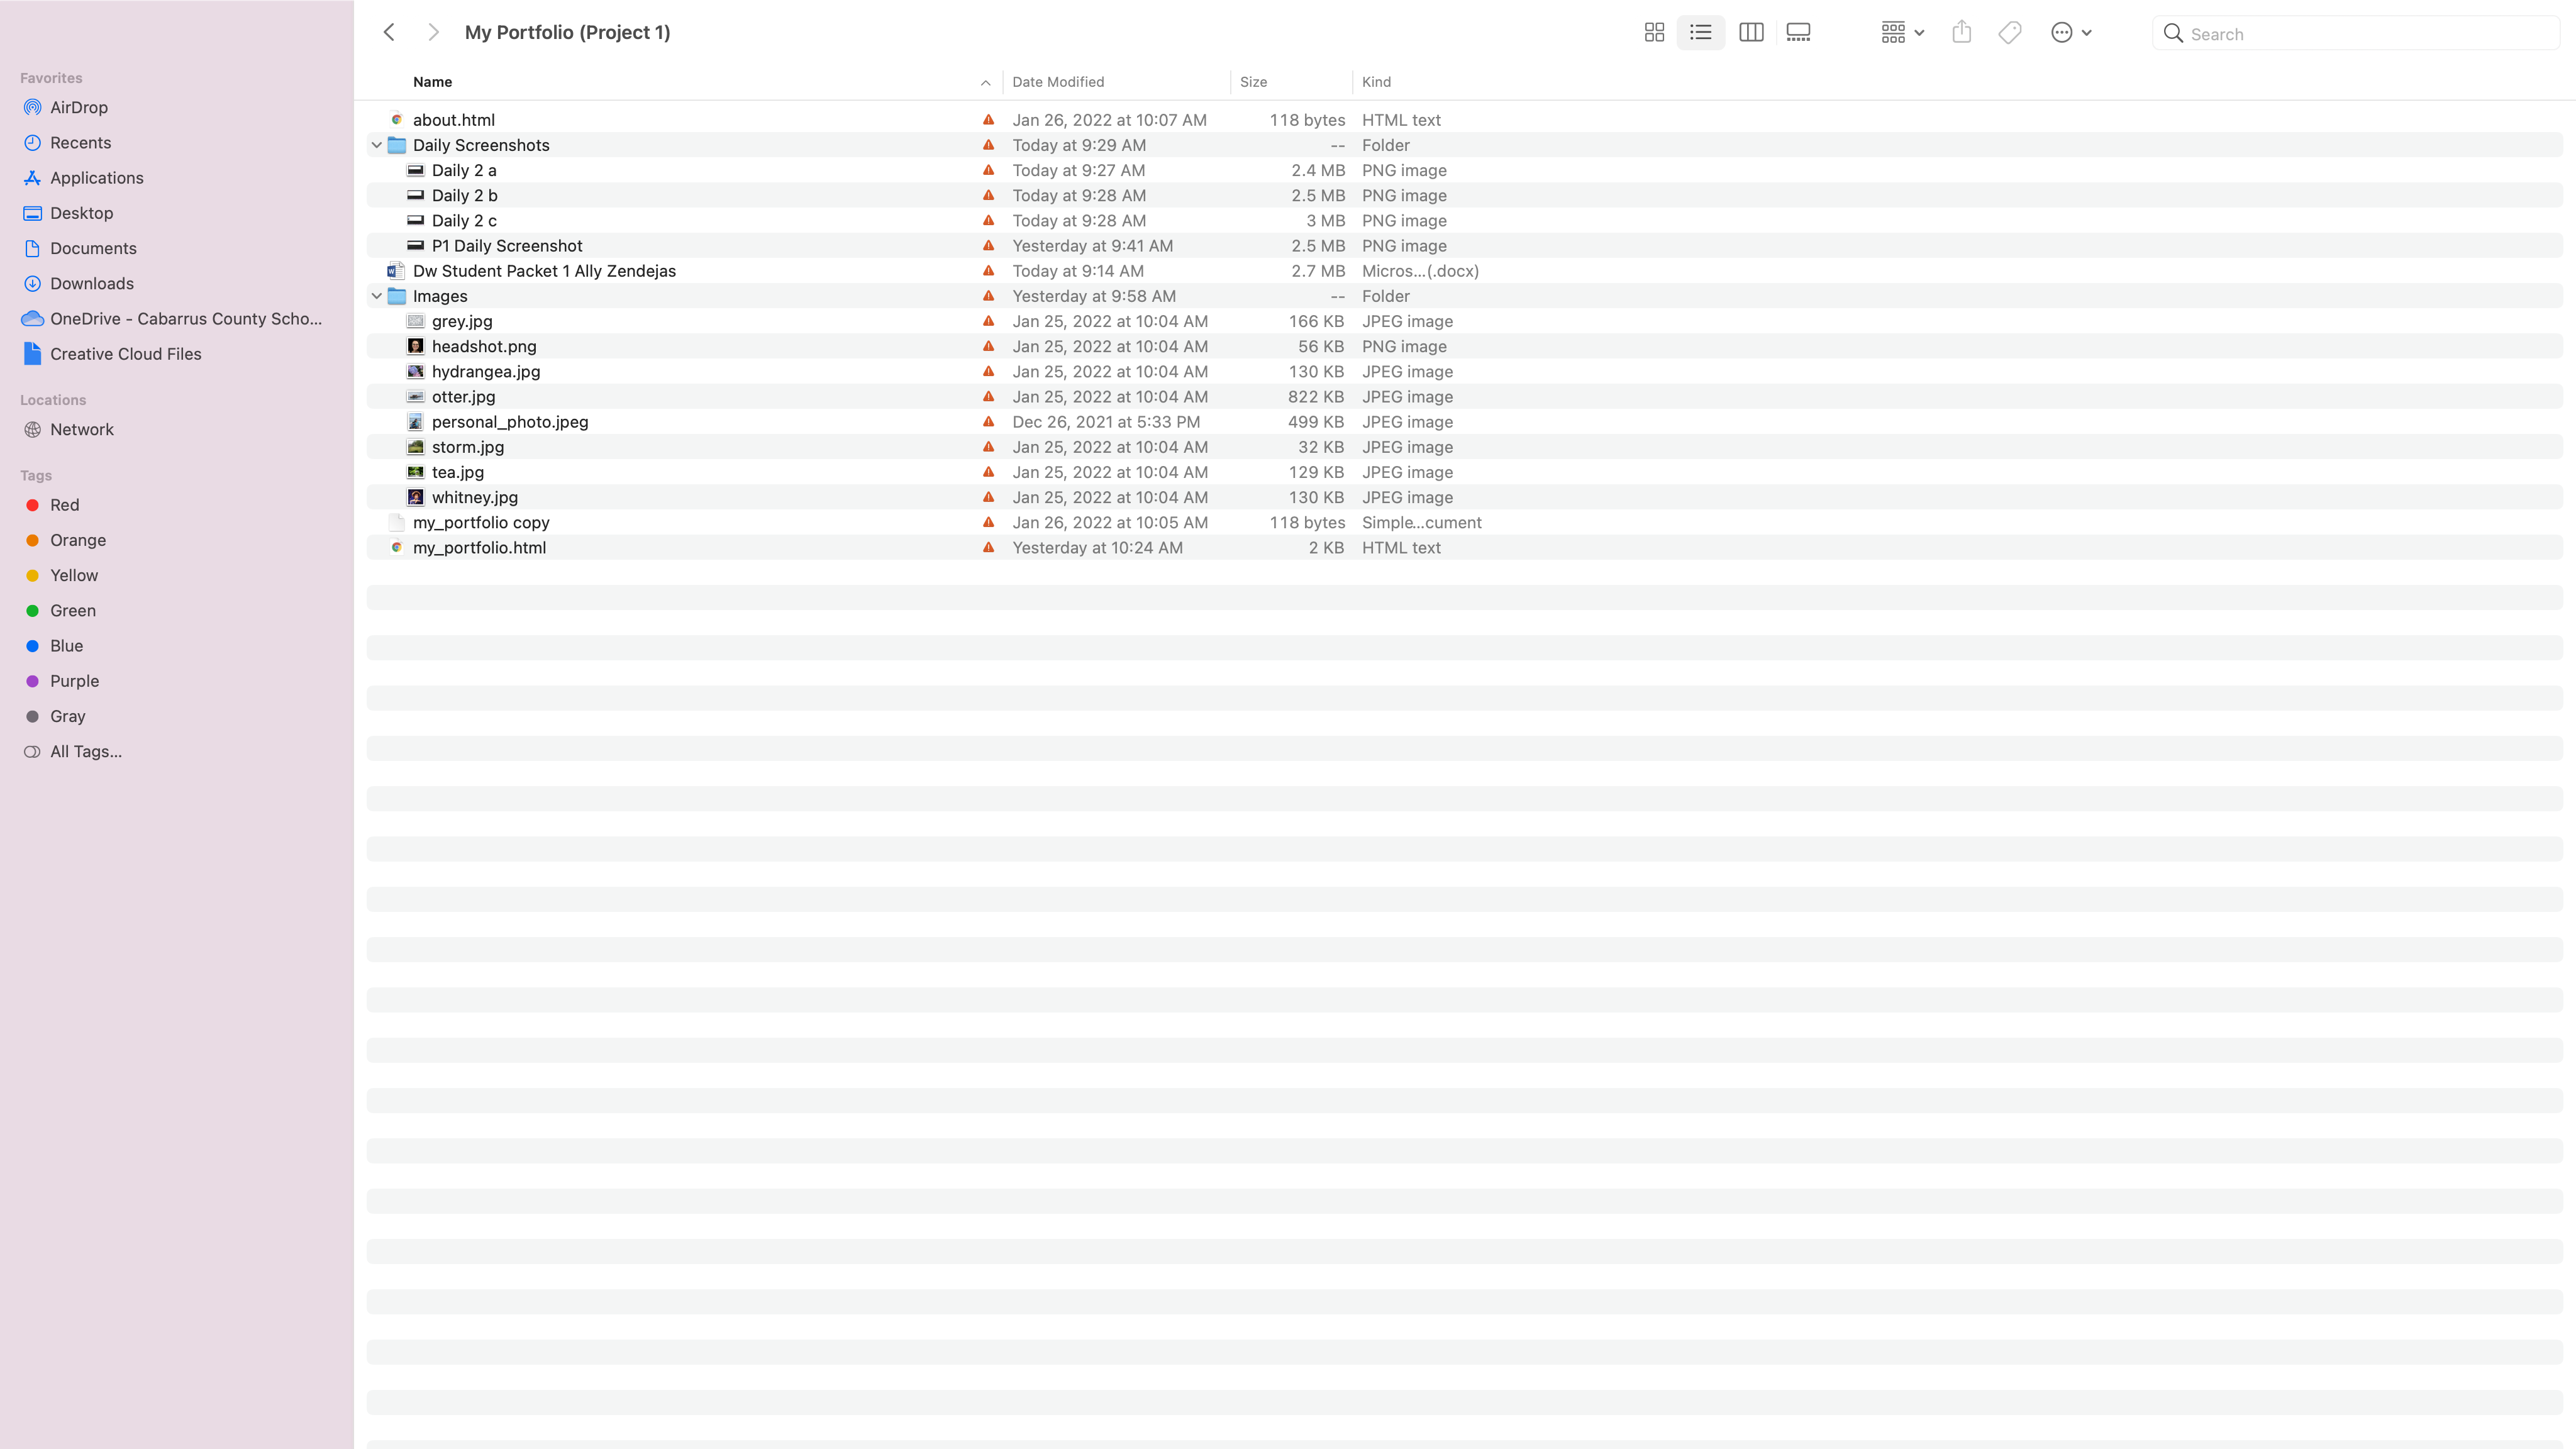 My Portfolio (Project 1)
Search
Favorites
AirDrop
Recents
Applications
Desktop
Documents
Downloads
OneDrive - Cabarrus County Scho...
Creative Cloud Files
Locations
Network
Tags
Red
Orange
Yellow
Green
Blue
Purple
Gray
All Tags...
Name Date Modified Size Kind
about.html Jan 26, 2022 at 10:07 AM 118 bytes HTML text
Daily Screenshots Today at 9:29 AM -- Folder
Daily 2 a Today at 9:27 AM 2.4 MB PNG image
Daily 2 b Today at 9:28 AM 2.5 MB PNG image
Daily 2 c Today at 9:28 AM 3 MB PNG image
P1 Daily Screenshot Yesterday at 9:41 AM 2.5 MB PNG image
Dw Student Packet 1 Ally Zendejas Today at 9:14 AM 2.7 MB Micros...(.docx)
Images Yesterday at 9:58 AM -- Folder
grey.jpg Jan 25, 2022 at 10:04 AM 166 KB JPEG image
headshot.png Jan 25, 2022 at 10:04 AM 56 KB PNG image
hydrangea.jpg Jan 25, 2022 at 10:04 AM 130 KB JPEG image
otter.jpg Jan 25, 2022 at 10:04 AM 822 KB JPEG image
personal_photo.jpeg Dec 26, 2021 at 5:33 PM 499 KB JPEG image
storm.jpg Jan 25, 2022 at 10:04 AM 32 KB JPEG image
tea.jpg Jan 25, 2022 at 10:04 AM 129 KB JPEG image
whitney.jpg Jan 25, 2022 at 10:04 AM 130 KB JPEG image
my_portfolio copy Jan 26, 2022 at 10:05 AM 118 bytes Simple...cument
my_portfolio.html Yesterday at 10:24 AM 2 KB HTML text